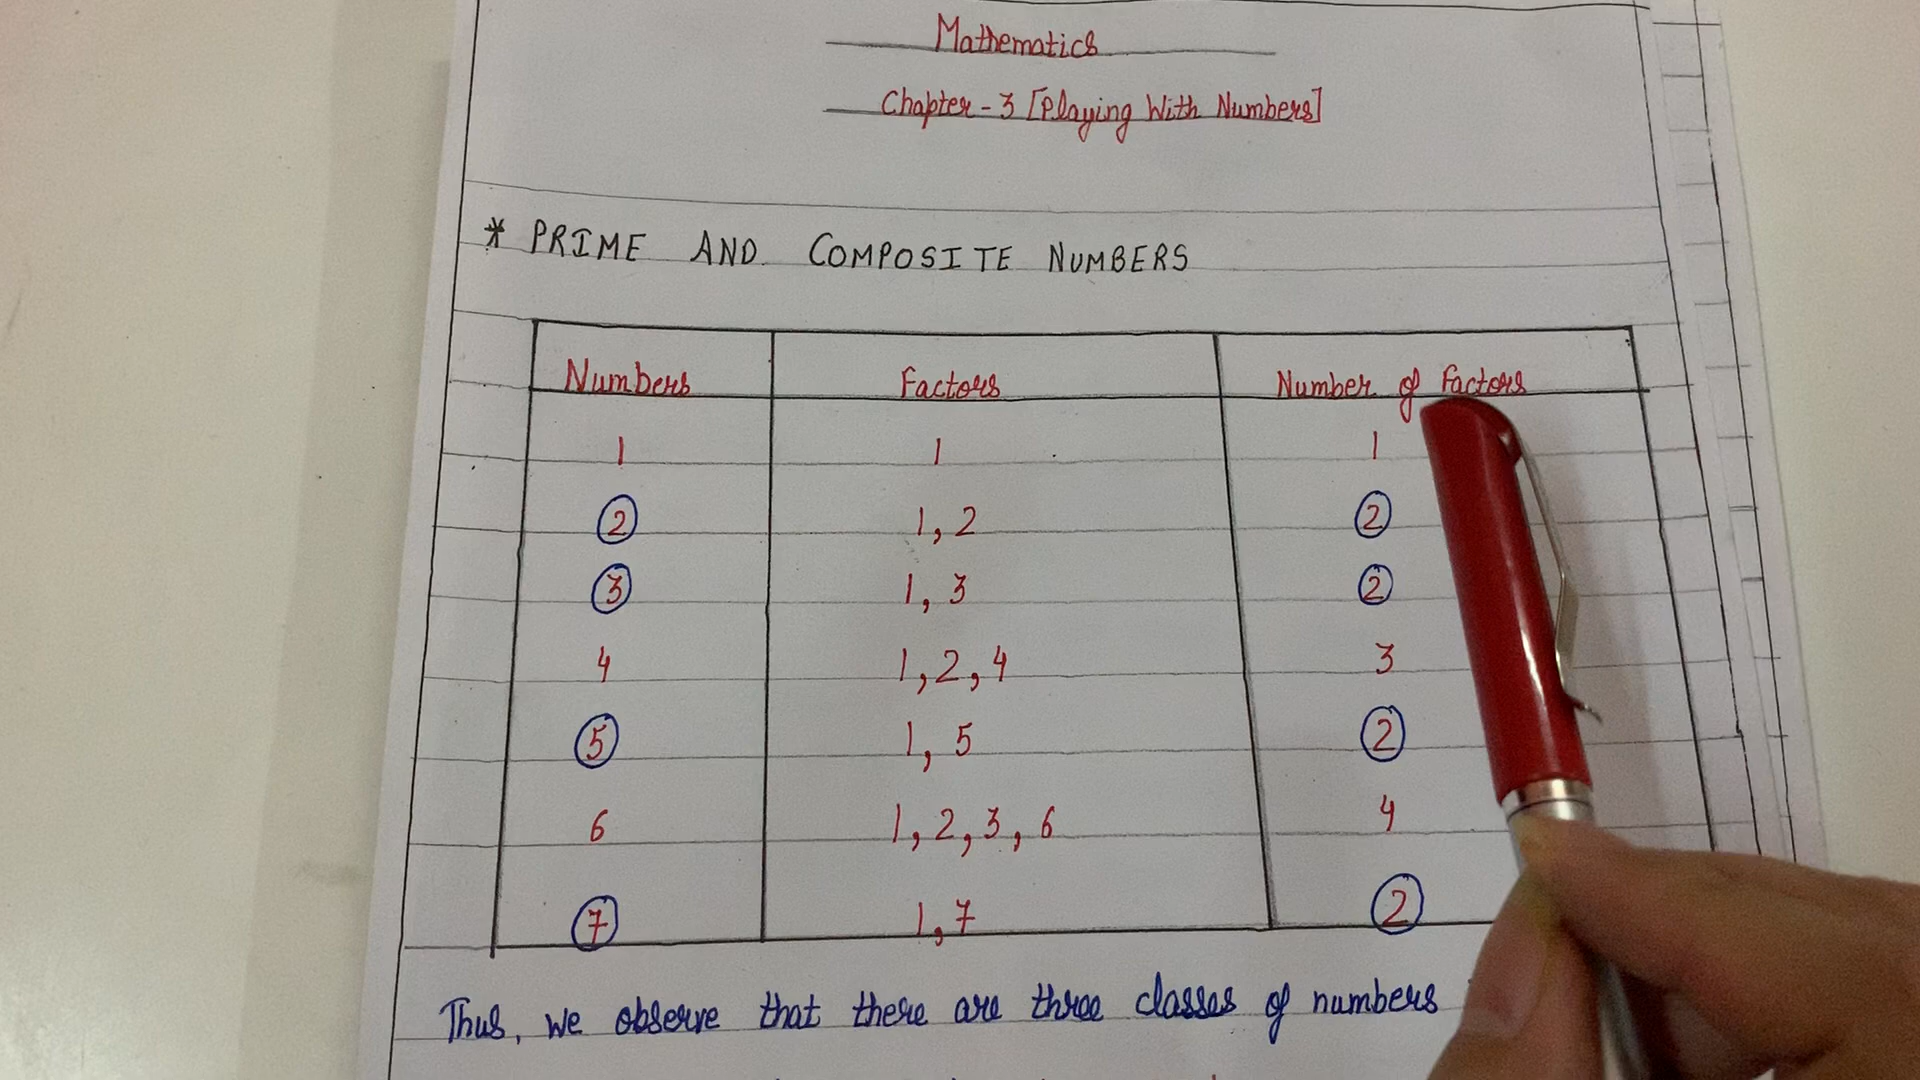 Mathematics
Chapter-3 [Playing With Numbers]
* PRIME AND COMPOSITE NUMBERS
Numbers Factors Number of Factors
1 1 1
2 1, 2 2
3 1, 3 2
4 1, 2, 4 3
5 1, 5 2
6 1, 2, 3, 6 4
7 1, 7 2
Thus, we observe that there are three classes of numbers